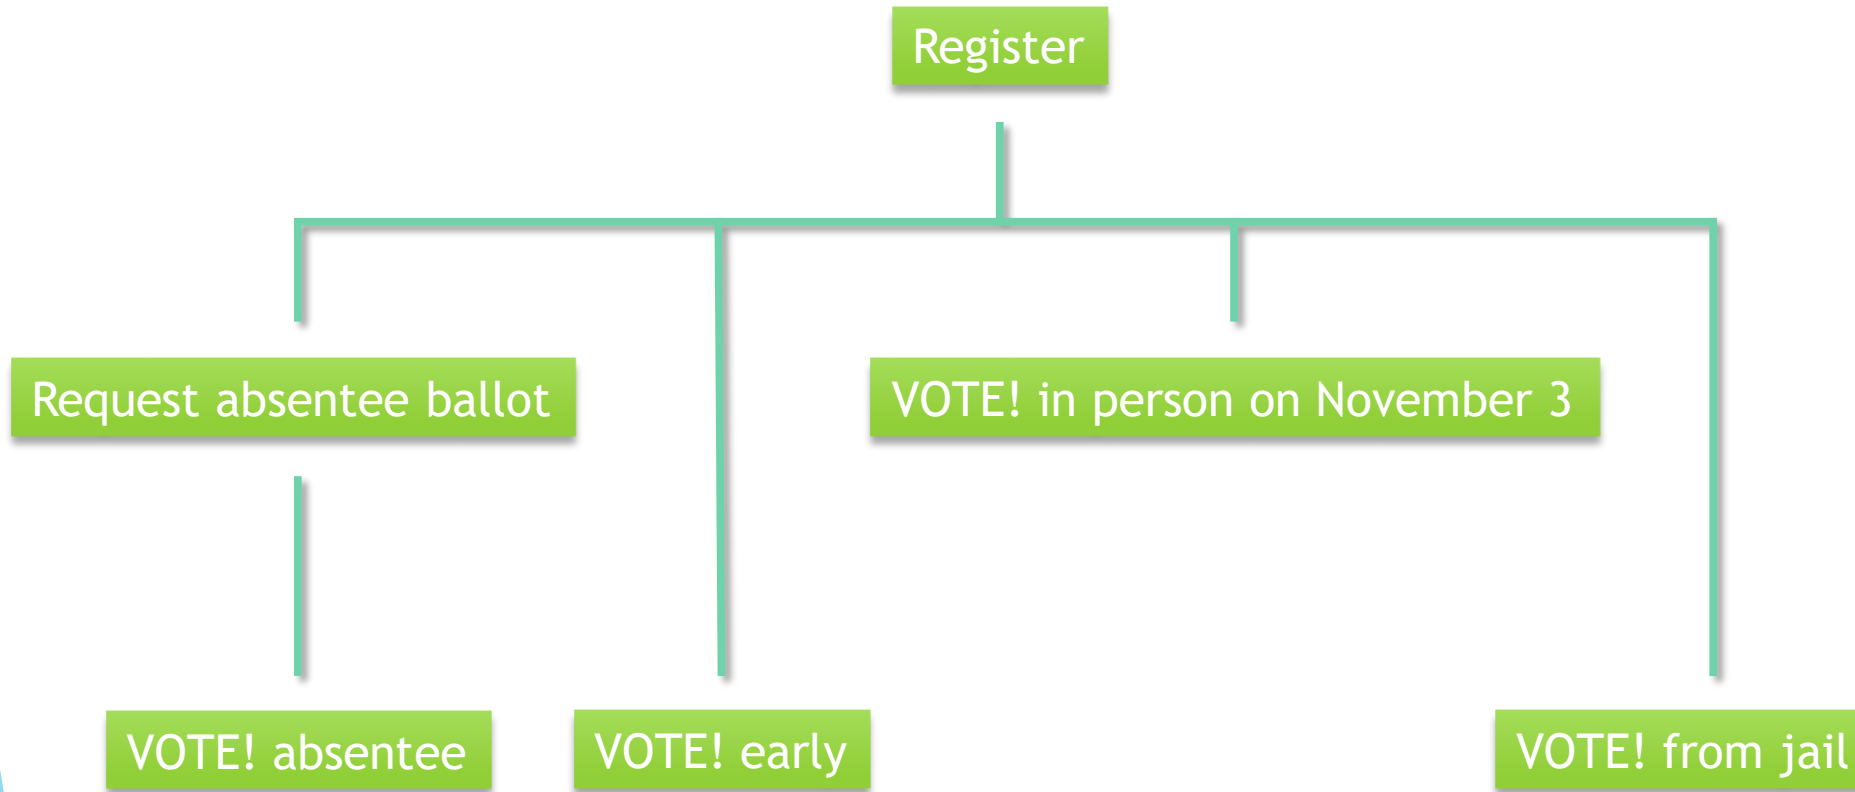 Register
Request absentee ballot
VOTE! in person on November 3
VOTE! absentee
VOTE! early
VOTE! from jail